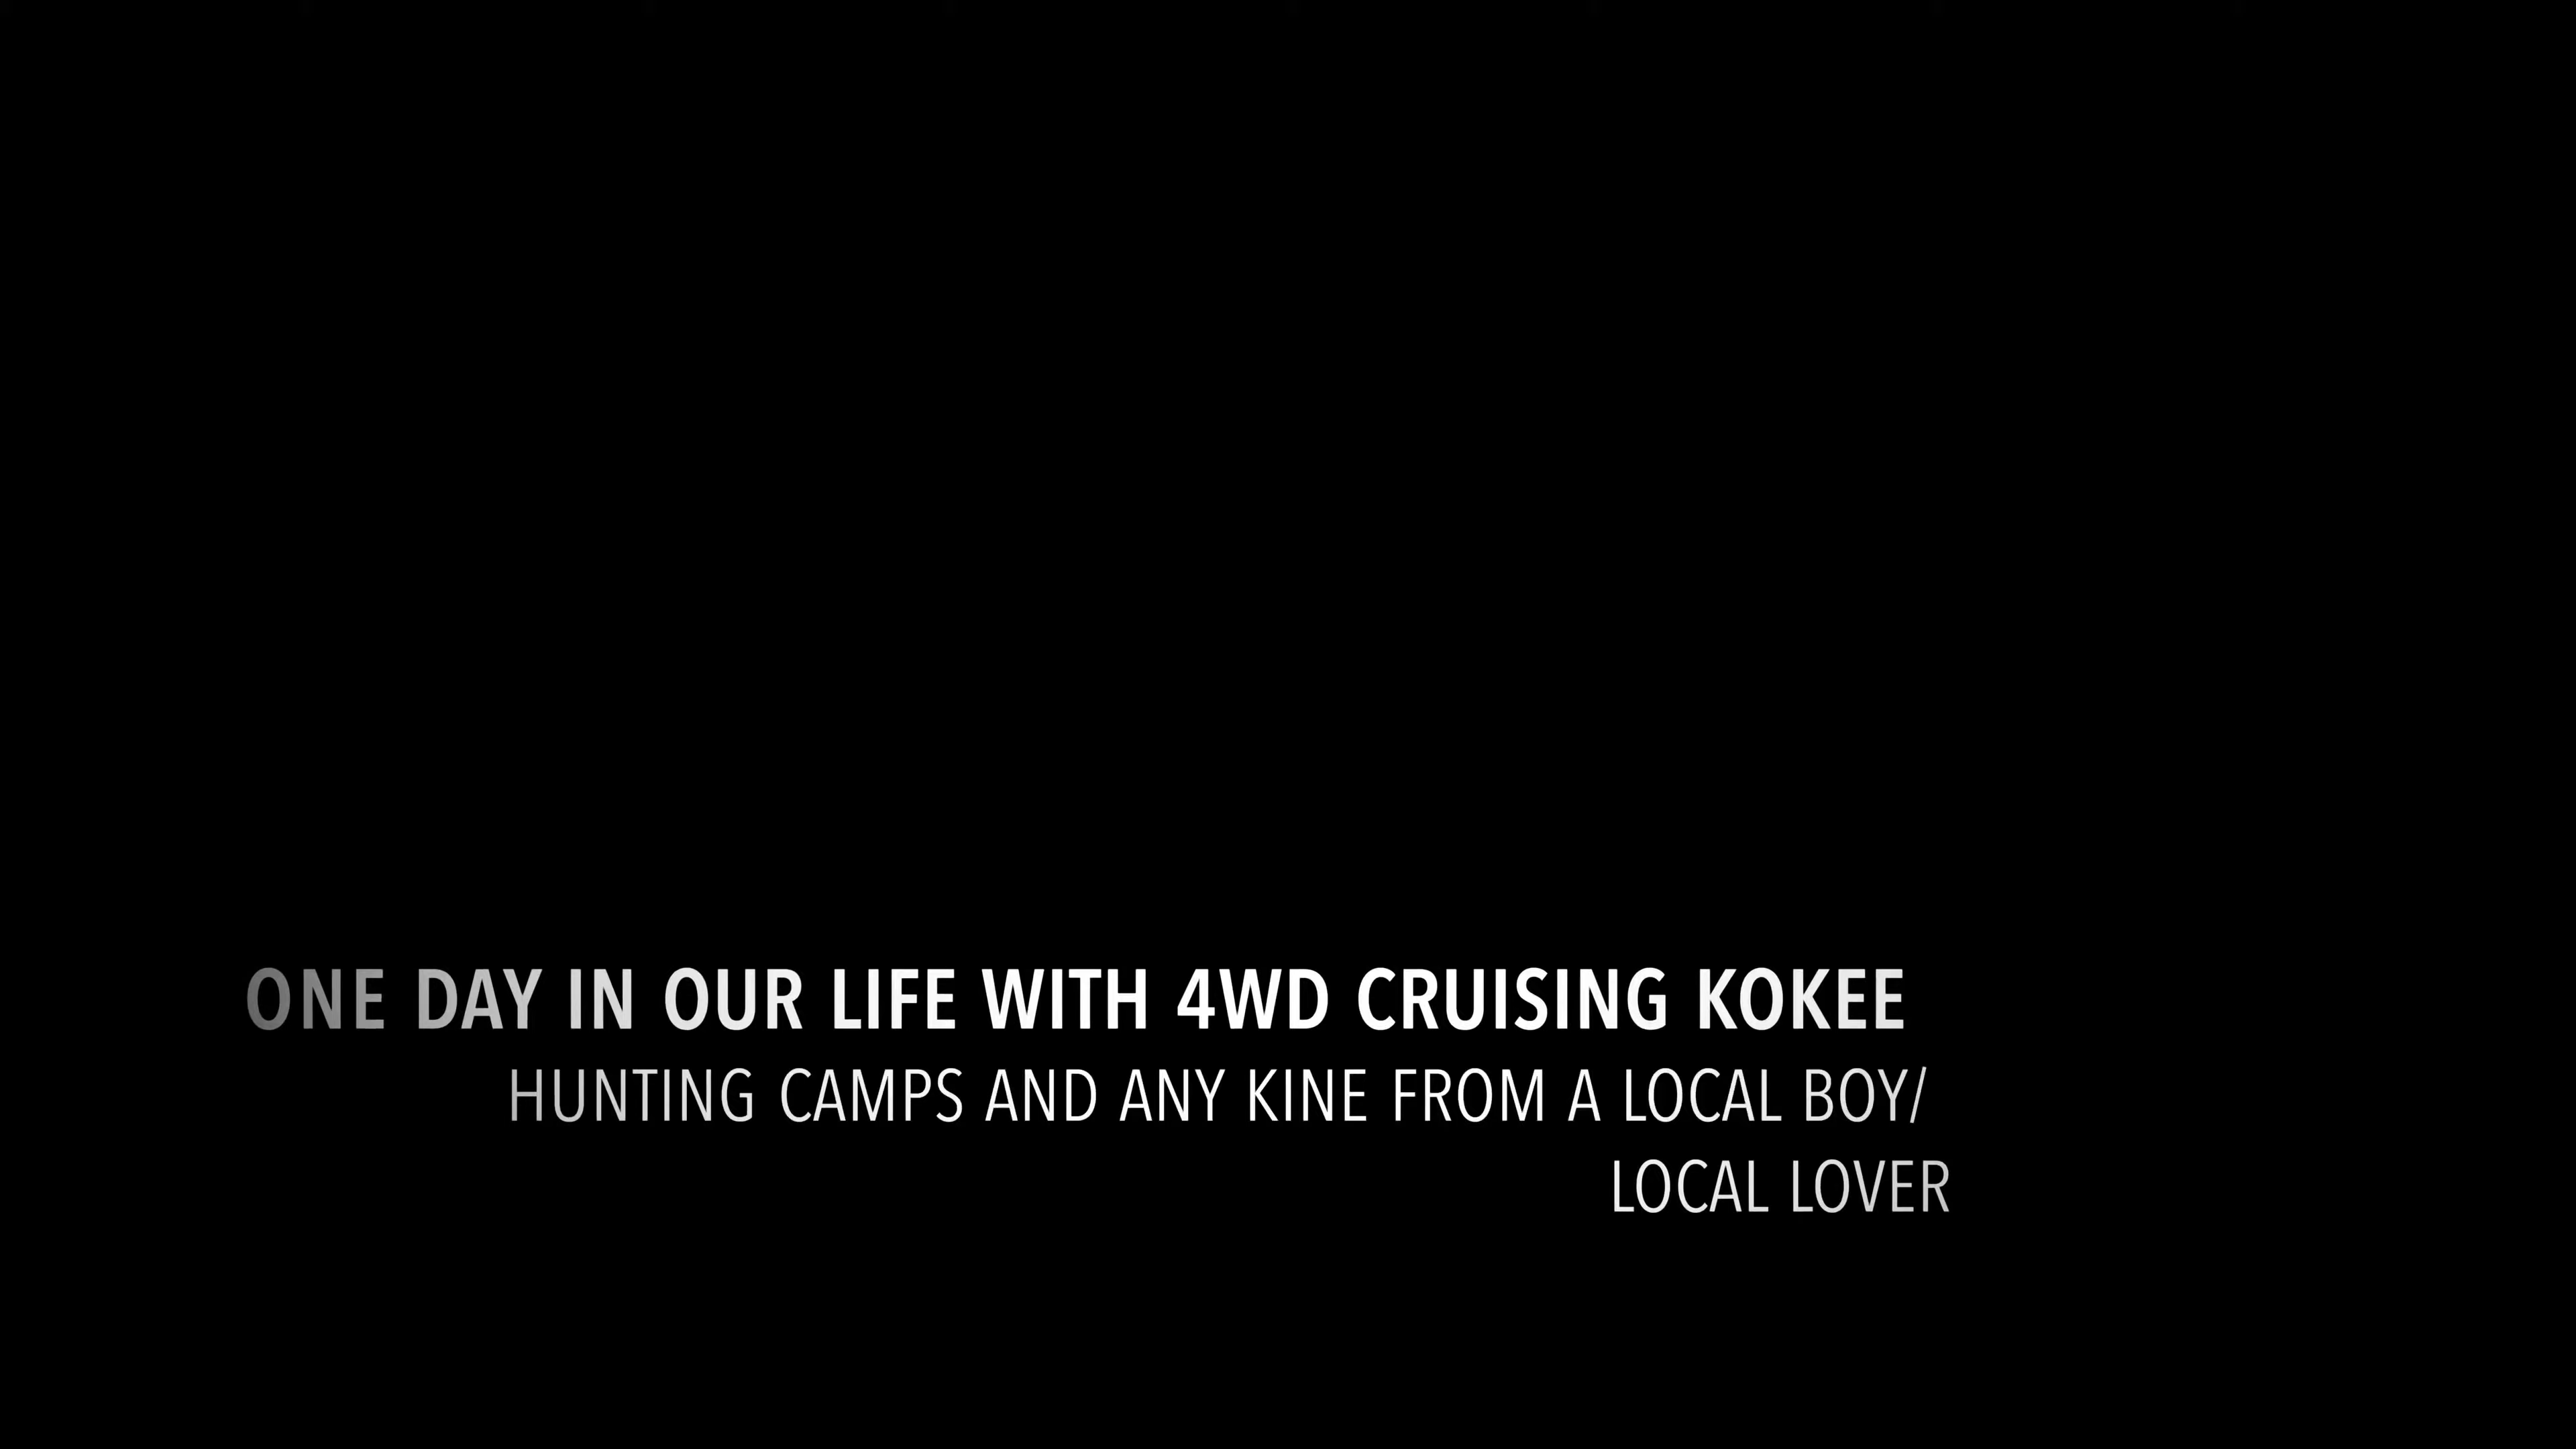 ONE DAY IN OUR LIFE WITH 4WD CRUISING KOKEE
HUNTING CAMPS AND ANY KINE FROM A LOCAL BOY/
LOCAL LOVER